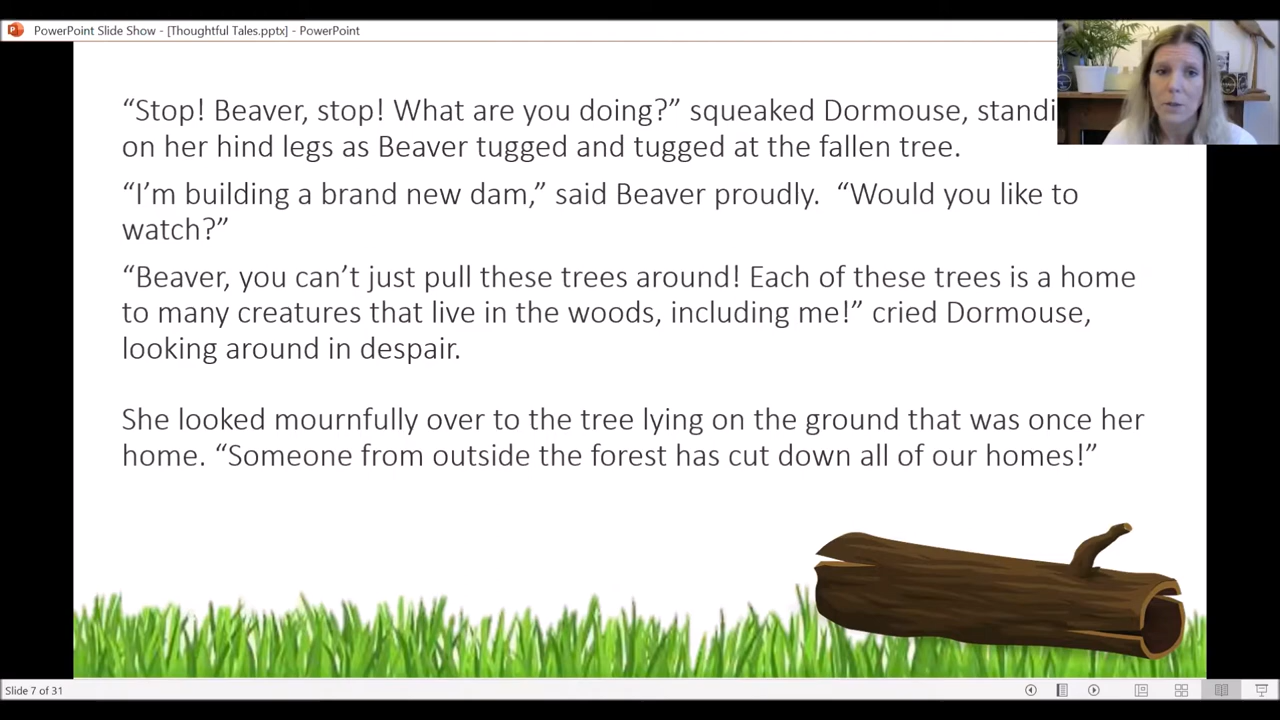 PowerPoint Slide Show - [Thoughtful Tales.pptx] - PowerPoint
“Stop! Beaver, stop! What are you doing?” squeaked Dormouse, standi
on her hind legs as Beaver tugged and tugged at the fallen tree.
“I’m building a brand new dam,” said Beaver proudly.  “Would you like to
watch?”
“Beaver, you can’t just pull these trees around! Each of these trees is a home
to many creatures that live in the woods, including me!” cried Dormouse,
looking around in despair.
She looked mournfully over to the tree lying on the ground that was once her
home. “Someone from outside the forest has cut down all of our homes!”
Slide 7 of 31